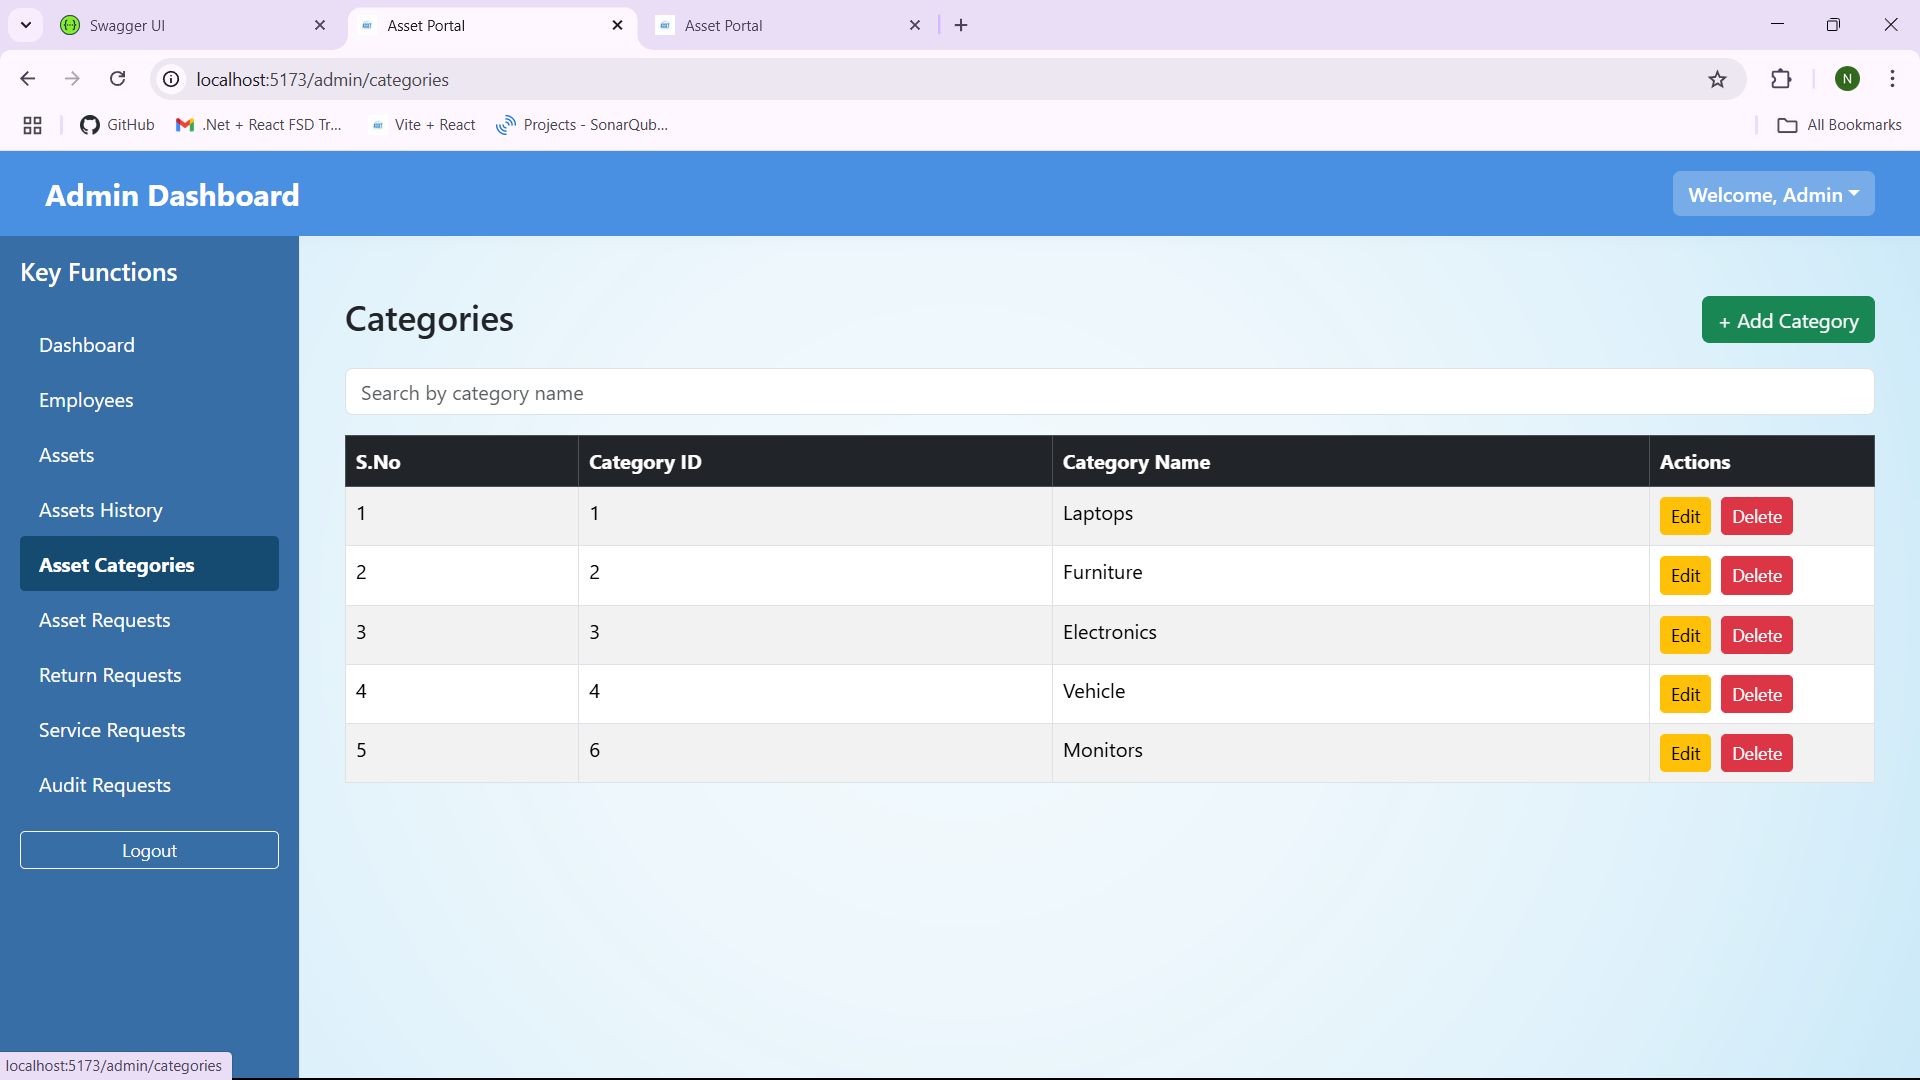 Swagger UI
Asset Portal
Asset Portal
localhost:5173/admin/categories
N
GitHub
.Net + React FSD Tr...
Vite + React
Projects - SonarQub...
All Bookmarks
Admin Dashboard
Welcome, Admin
Key Functions
Dashboard
Employees
Assets
Assets History
Asset Categories
Asset Requests
Return Requests
Service Requests
Audit Requests
Logout
Categories
+ Add Category
Search by category name
S.No Category ID Category Name Actions
1 1 Laptops Edit Delete
2 2 Furniture Edit Delete
3 3 Electronics Edit Delete
4 4 Vehicle Edit Delete
5 6 Monitors Edit Delete
localhost:5173/admin/categories